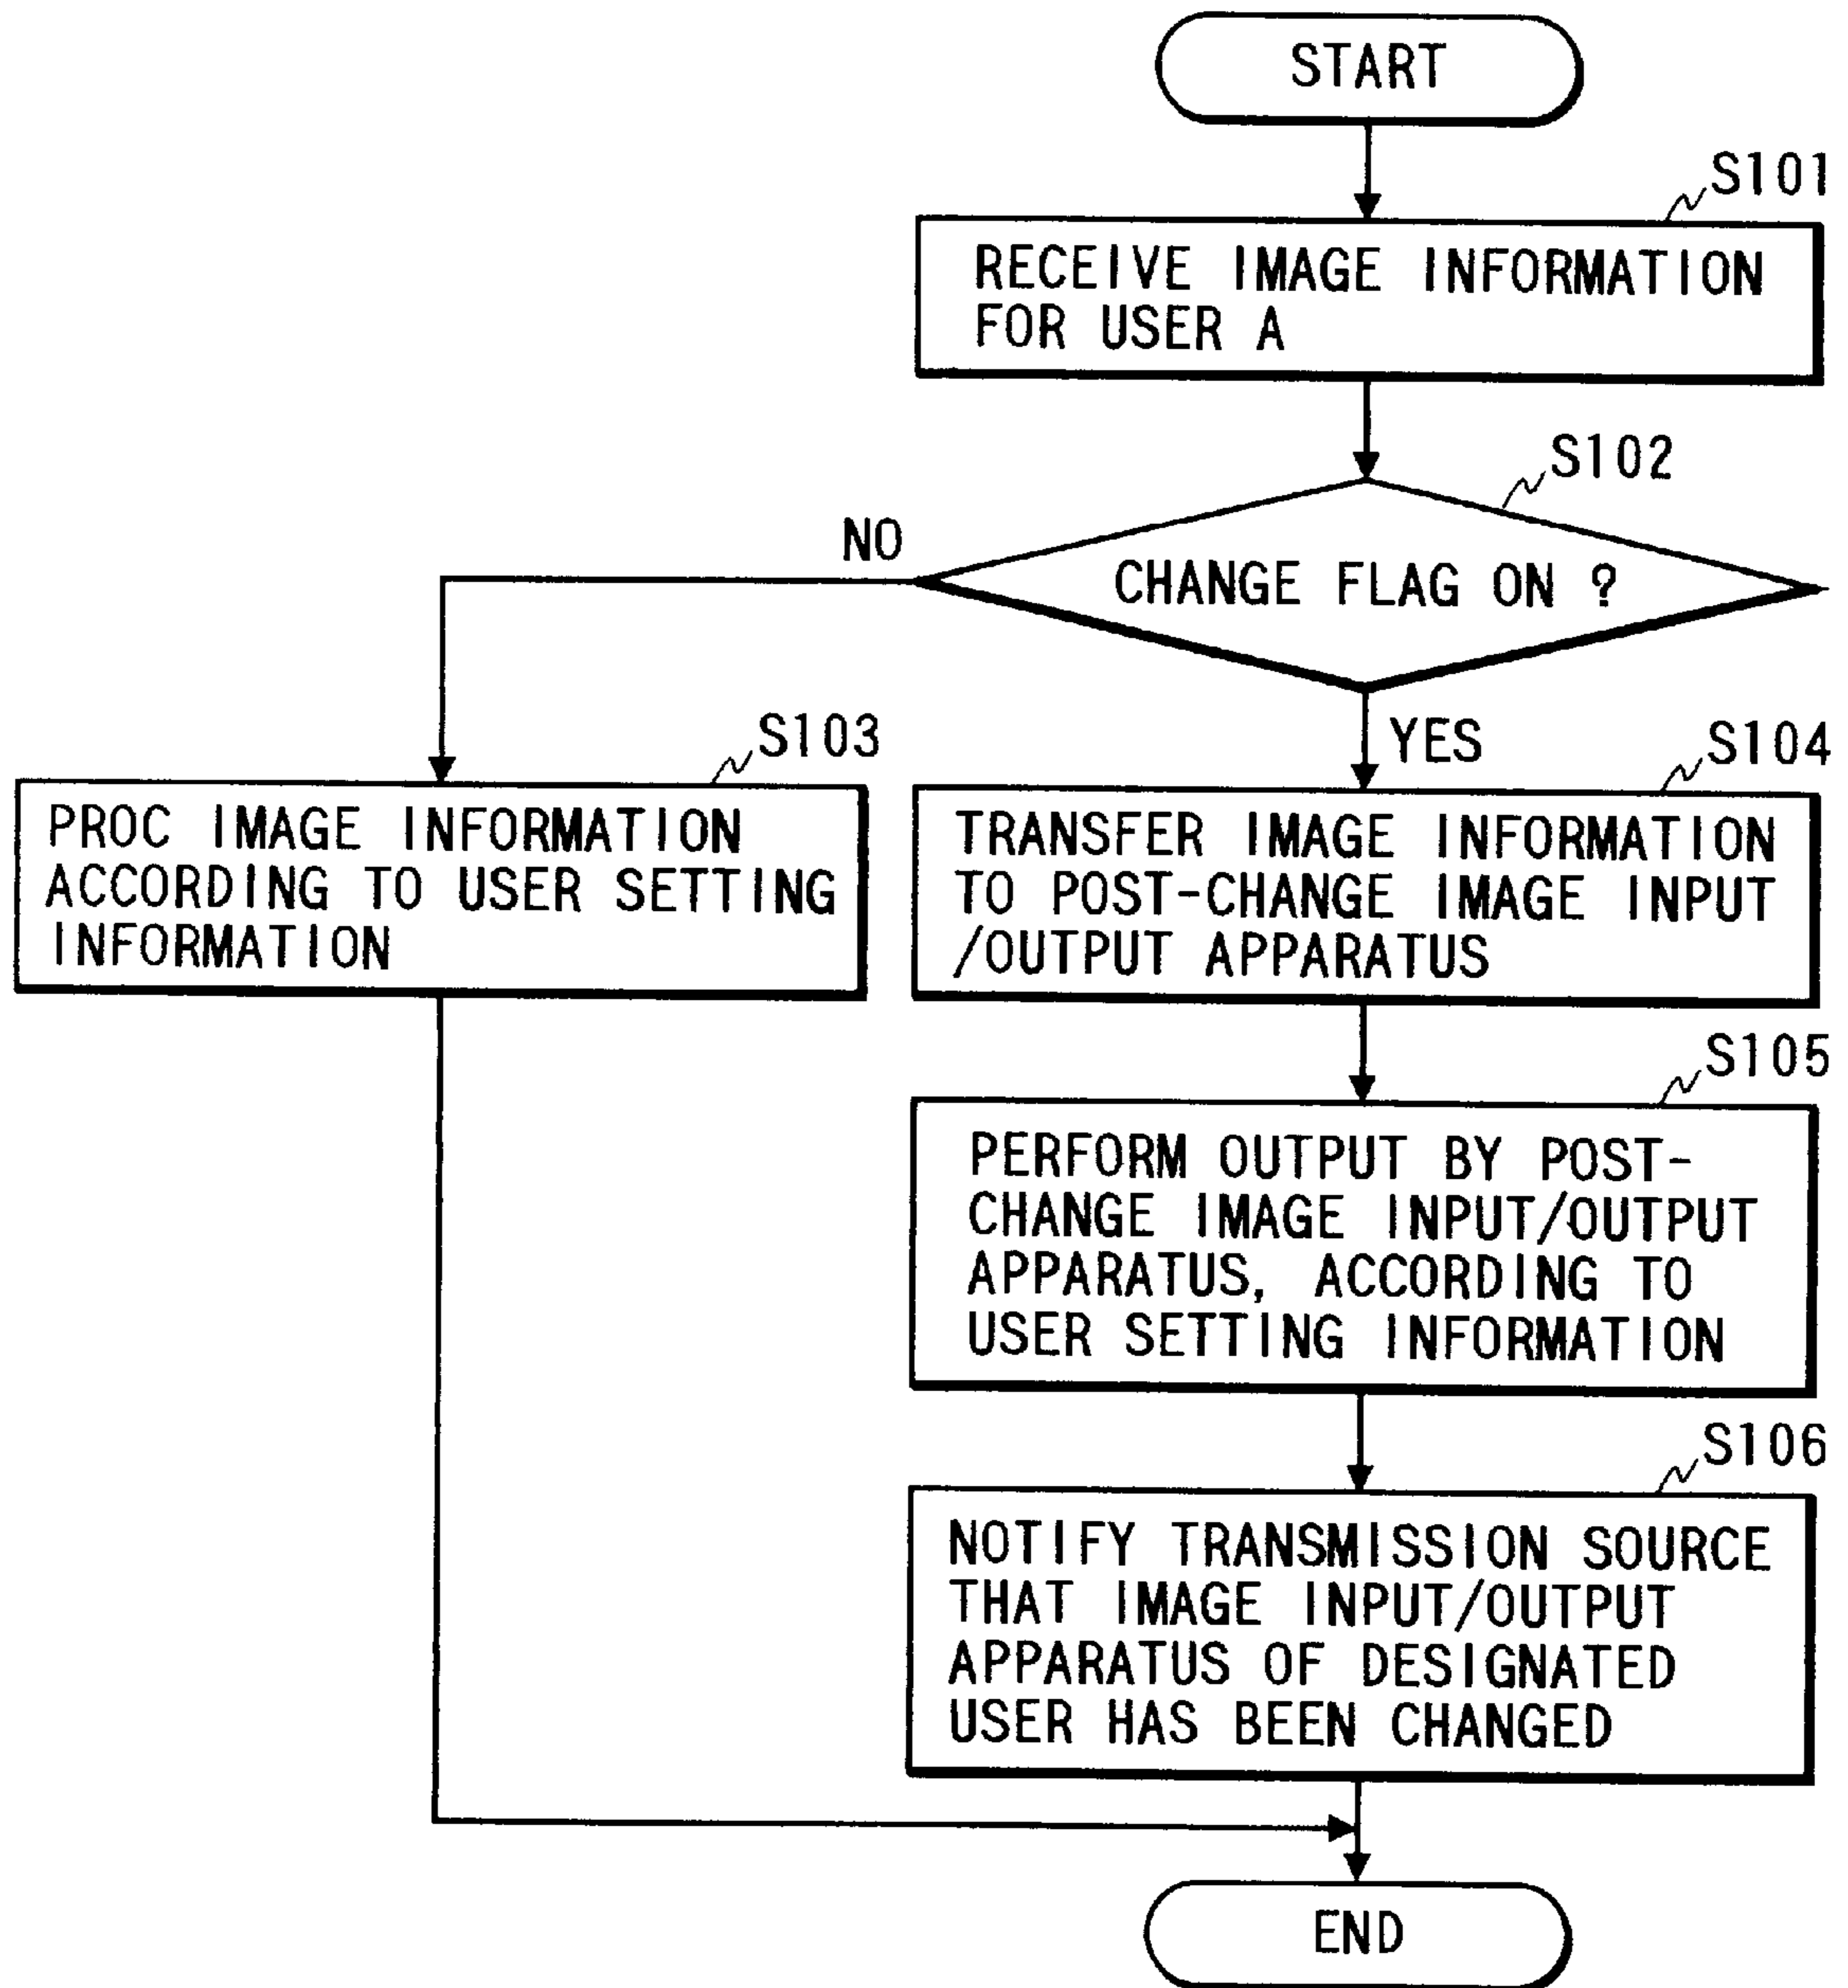 START
S101
RECEIVE IMAGE INFORMATION
FOR USER A
S102
NO
CHANGE FLAG ON ?
YES
S103
PROC IMAGE INFORMATION
ACCORDING TO USER SETTING
INFORMATION
S104
TRANSFER IMAGE INFORMATION
TO POST-CHANGE IMAGE INPUT
/OUTPUT APPARATUS
S105
PERFORM OUTPUT BY POST-
CHANGE IMAGE INPUT/OUTPUT
APPARATUS, ACCORDING TO
USER SETTING INFORMATION
S106
NOTIFY TRANSMISSION SOURCE
THAT IMAGE INPUT/OUTPUT
APPARATUS OF DESIGNATED
USER HAS BEEN CHANGED
END